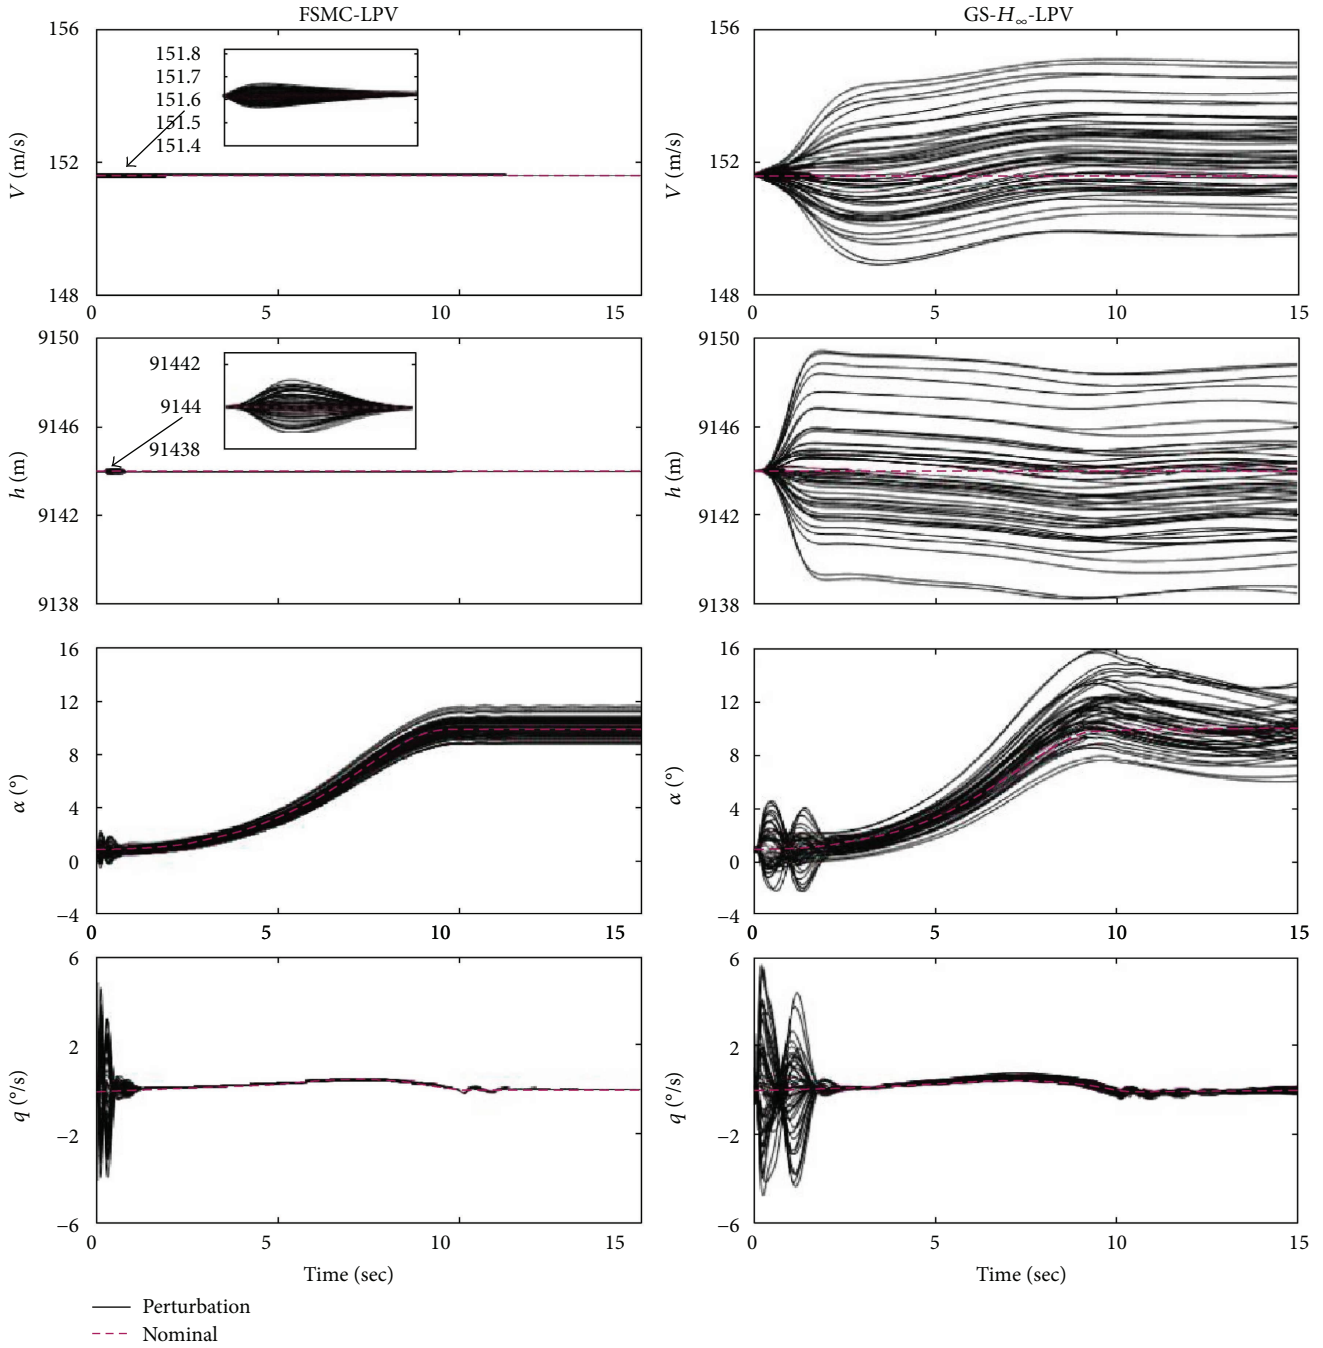 FSMC-LPV
156
151.8
151.7
151.6
151.5
151.4
152
148
V (m/s)
0 5 10 15
GS-H∞-LPV
156
152
148
V (m/s)
0 5 10 15
9150
91442
9144
91438
9146
9142
9138
h (m)
9150
9146
9142
9138
h (m)
16
12
8
4
0
−4
α (°)
0 5 10 15
16
12
8
4
0
−4
α (°)
0 5 10 15
6
2
−2
−6
q (°/s)
0 5 10 15
Time (sec)
6
2
−2
−6
q (°/s)
0 5 10 15
Time (sec)
Perturbation
Nominal